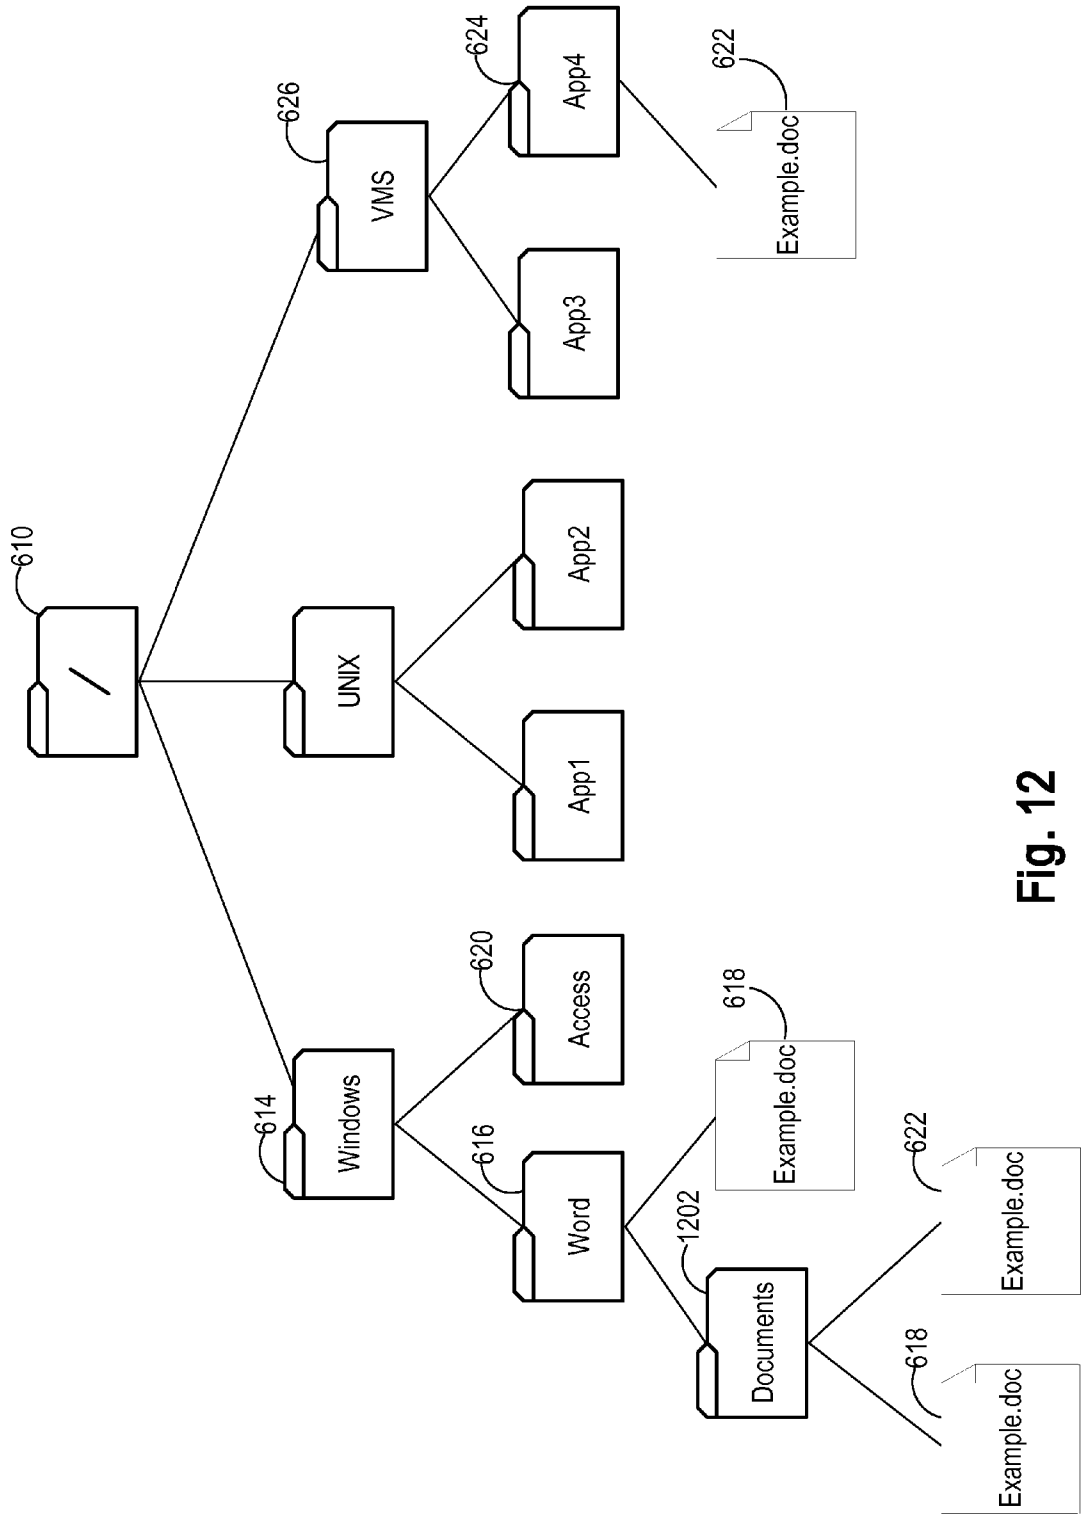 610
/
614
Windows
UNIX
626
VMS
616
Word
620
Access
App1
App2
App3
624
App4
1202
Documents
618
Example.doc
622
Example.doc
618
Example.doc
622
Example.doc
Fig. 12